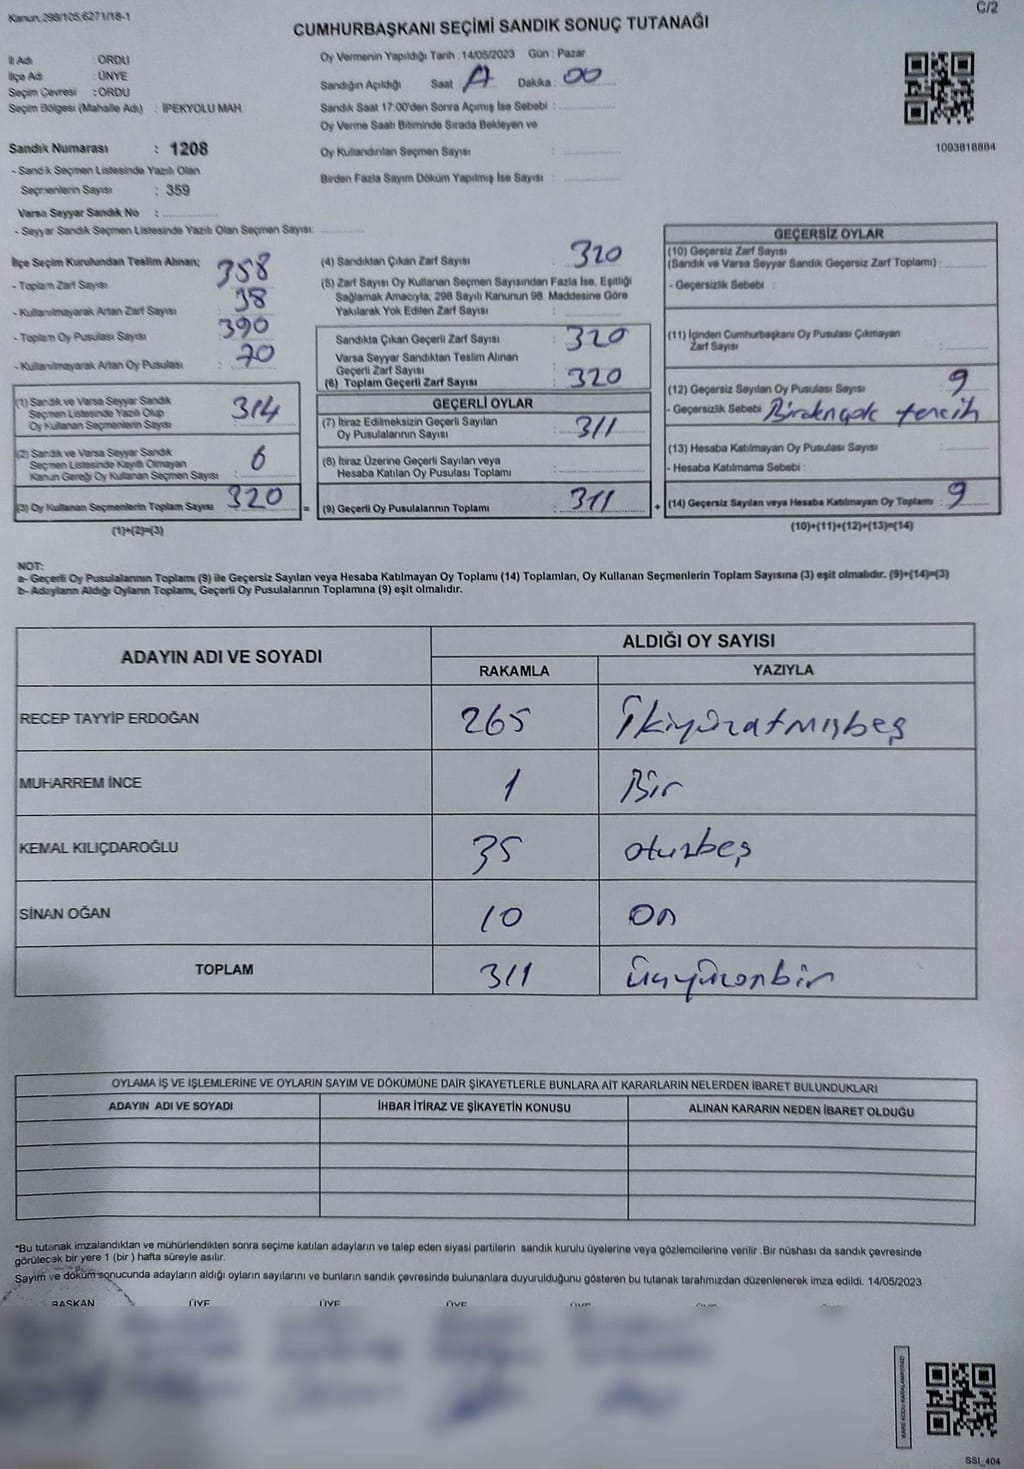 Kanun,298/105,6271/18-1
C/2
CUMHURBAŞKANI SEÇİMİ SANDIK SONUÇ TUTANAĞI
İl Adı : ORDU
İlçe Adı : ÜNYE
Seçim Çevresi : ORDU
Seçim Bölgesi (Mahalle Adı) : İPEKYOLU MAH
Oy Vermenin Yapıldığı Tarih : 14/05/2023 Gün : Pazar
Sandığın Açıldığı Saat : Dakika : 00
Sandık Saat 17:00'den Sonra Açımış İse Sebebi :
Oy Verme Saati Bitiminde Sırada Bekleyen ve
Oy Kullandırılan Seçmen Sayısı :
Birden Fazla Sayım Döküm Yapılmış İse Sayısı :
1093818884
Sandık Numarası : 1208
- Sandık Seçmen Listesinde Yazılı Olan
Seçmenlerin Sayısı : 359
Varsa Seyyar Sandık No :
- Seyyar Sandık Seçmen Listesinde Yazılı Olan Seçmen Sayısı:
İlçe Seçim Kurulundan Teslim Alınan;
- Toplam Zarf Sayısı : 358
- Kullanılmayarak Artan Zarf Sayısı : 38
- Toplam Oy Pusulası Sayısı : 390
- Kullanılmayarak Artan Oy Pusulası : 70
(1) Sandık ve Varsa Seyyar Sandık
Seçmen Listesinde Yazılı Olup
Oy Kullanan Seçmenlerin Sayısı : 314
(2) Sandık ve Varsa Seyyar Sandık
Seçmen Listesinde Kayıtlı Olmayan
Kanun Gereği Oy Kullanan Seçmen Sayısı : 6
(3) Oy Kullanan Seçmenlerin Toplam Sayısı : 320
(1)+(2)=(3)
(4) Sandıktan Çıkan Zarf Sayısı : 320
(5) Zarf Sayısı Oy Kullanan Seçmen Sayısından Fazla İse, Eşitliği
Sağlamak Amacıyla; 298 Sayılı Kanunun 98. Maddesine Göre
Yakılarak Yok Edilen Zarf Sayısı :
Sandıkta Çıkan Geçerli Zarf Sayısı : 320
Varsa Seyyar Sandıktan Teslim Alınan
Geçerli Zarf Sayısı :
(6) Toplam Geçerli Zarf Sayısı : 320
GEÇERLİ OYLAR
(7) İtiraz Edilmeksizin Geçerli Sayılan
Oy Pusulalarının Sayısı : 311
(8) İtiraz Üzerine Geçerli Sayılan veya
Hesaba Katılan Oy Pusulası Toplamı :
= (9) Geçerli Oy Pusulalarının Toplamı : 311 +
GEÇERSİZ OYLAR
(10) Geçersiz Zarf Sayısı
(Sandık ve Varsa Seyyar Sandık Geçersiz Zarf Toplamı) :
- Geçersizlik Sebebi :
(11) İçinden Cumhurbaşkanı Oy Pusulası Çıkmayan
Zarf Sayısı :
(12) Geçersiz Sayılan Oy Pusulası Sayısı : 9
- Geçersizlik Sebebi : Birdençok tercih
(13) Hesaba Katılmayan Oy Pusulası Sayısı :
- Hesaba Katılmama Sebebi :
(14) Geçersiz Sayılan veya Hesaba Katılmayan Oy Toplamı : 9
(10)+(11)+(12)+(13)=(14)
NOT:
a- Geçerli Oy Pusulalarının Toplamı (9) ile Geçersiz Sayılan veya Hesaba Katılmayan Oy Toplamı (14) Toplamları, Oy Kullanan Seçmenlerin Toplam Sayısına (3) eşit olmalıdır. (9)+(14)=(3)
b- Adayların Aldığı Oyların Toplamı, Geçerli Oy Pusulalarının Toplamına (9) eşit olmalıdır.
ADAYIN ADI VE SOYADI
ALDIĞI OY SAYISI
RAKAMLA YAZIYLA
RECEP TAYYİP ERDOĞAN 265 İkiyüzatmışbeş
MUHARREM İNCE 1 Bir
KEMAL KILIÇDAROĞLU 35 otuzbeş
SİNAN OĞAN 10 On
TOPLAM 311 üçyüzonbir
OYLAMA İŞ VE İŞLEMLERİNE VE OYLARIN SAYIM VE DÖKÜMÜNE DAİR ŞİKAYETLERLE BUNLARA AİT KARARLARIN NELERDEN İBARET BULUNDUKLARI
ADAYIN ADI VE SOYADI İHBAR İTİRAZ VE ŞİKAYETİN KONUSU ALINAN KARARIN NEDEN İBARET OLDUĞU
*Bu tutanak imzalandıktan ve mühürlendikten sonra seçime katılan adayların ve talep eden siyasi partilerin sandık kurulu üyelerine veya gözlemcilerine verilir .Bir nüshası da sandık çevresinde
görülecek bir yere 1 (bir ) hafta süreyle asılır.
Sayım ve döküm sonucunda adayların aldığı oyların sayılarını ve bunların sandık çevresinde bulunanlara duyurulduğunu gösteren bu tutanak tarafımızdan düzenlenerek imza edildi. 14/05/2023
BAŞKAN ÜYE ÜYE ÜYE ÜYE ÜYE ÜYE
SSI_404